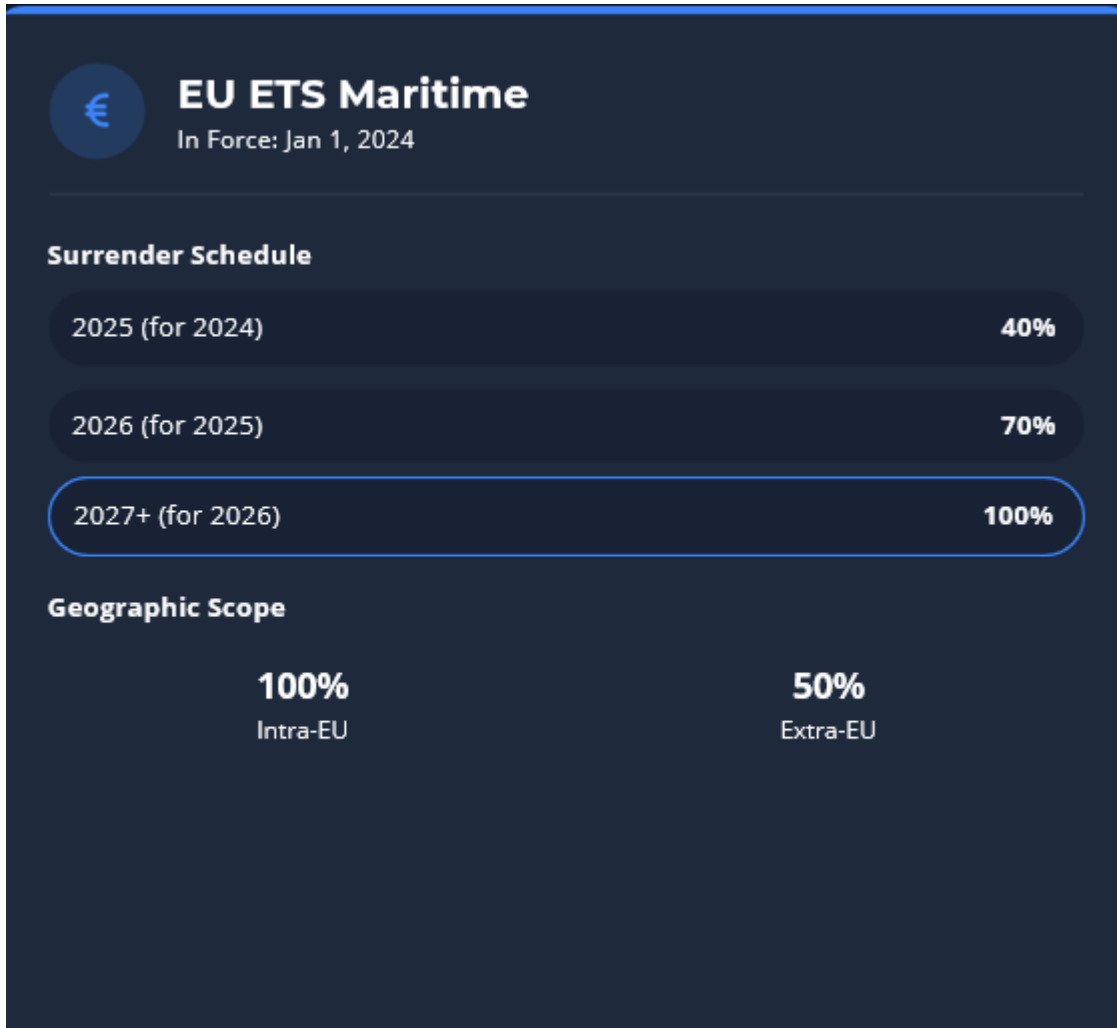 €
EU ETS Maritime
In Force: Jan 1, 2024
Surrender Schedule
2025 (for 2024) 40%
2026 (for 2025) 70%
2027+ (for 2026) 100%
Geographic Scope
100% 50%
Intra-EU Extra-EU